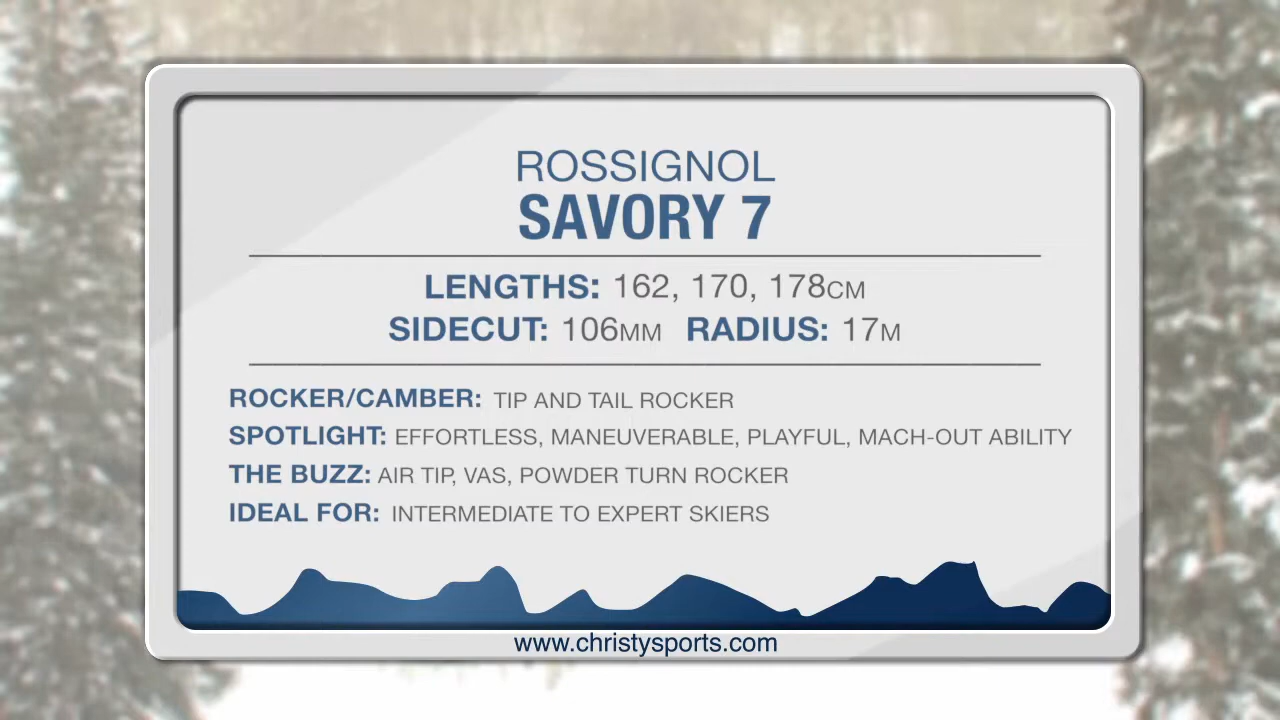 ROSSIGNOL
SAVORY 7
LENGTHS: 162, 170, 178CM
SIDECUT: 106MM RADIUS: 17M
ROCKER/CAMBER: TIP AND TAIL ROCKER
SPOTLIGHT: EFFORTLESS, MANEUVERABLE, PLAYFUL, MACH-OUT ABILITY
THE BUZZ: AIR TIP, VAS, POWDER TURN ROCKER
IDEAL FOR: INTERMEDIATE TO EXPERT SKIERS
www.christysports.com